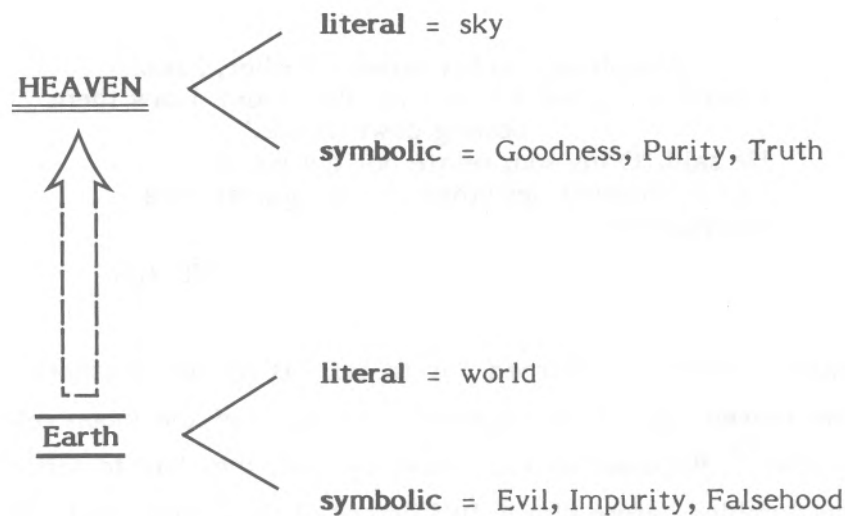 literal = sky
HEAVEN
symbolic = Goodness, Purity, Truth
literal = world
Earth
symbolic = Evil, Impurity, Falsehood